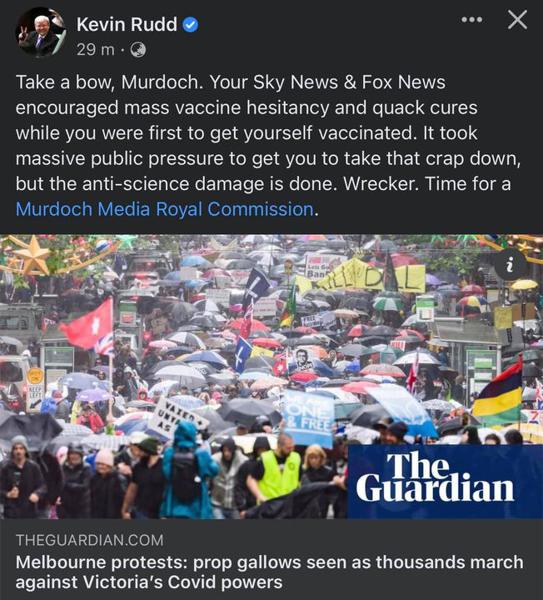 Kevin Rudd
29 m ·
Take a bow, Murdoch. Your Sky News & Fox News
encouraged mass vaccine hesitancy and quack cures
while you were first to get yourself vaccinated. It took
massive public pressure to get you to take that crap down,
but the anti-science damage is done. Wrecker. Time for a
Murdoch Media Royal Commission.
KILL DAL
KEEP
LEFT
ONE
& FREE
The
Guardian
THEGUARDIAN.COM
Melbourne protests: prop gallows seen as thousands march
against Victoria's Covid powers